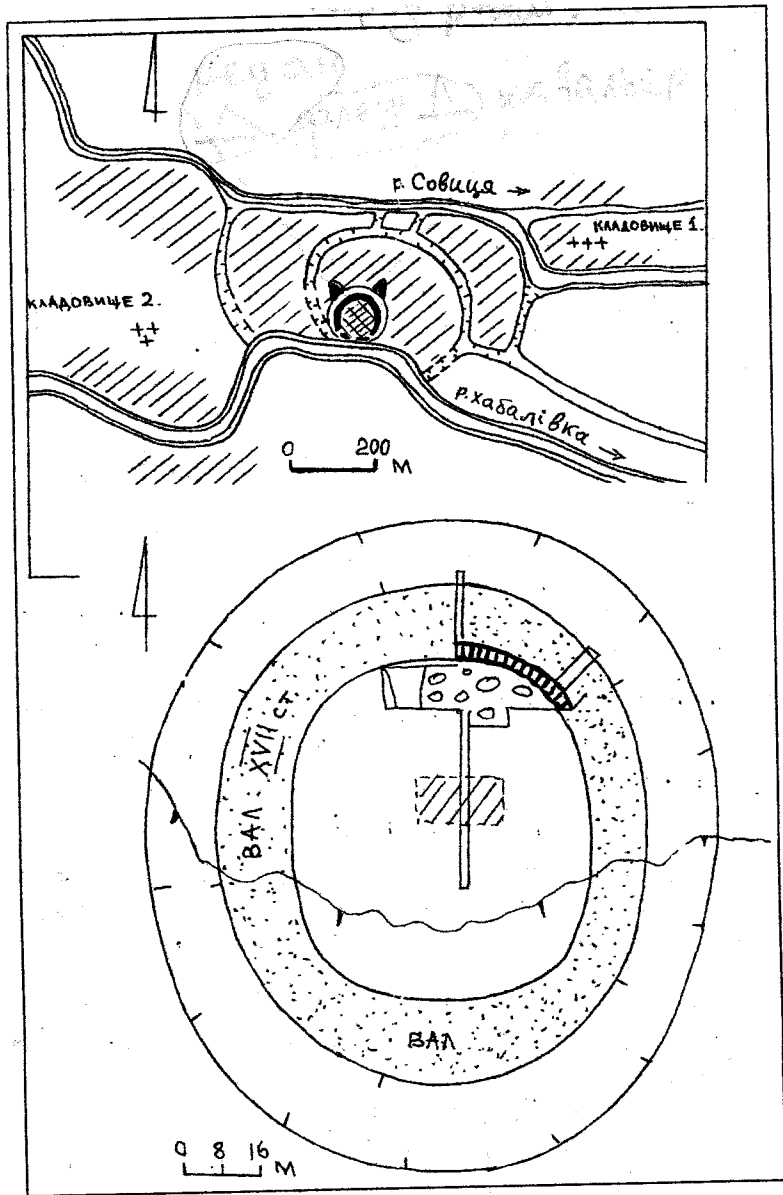 р. Совиця →
КЛАДОВИЩЕ 1.
КЛАДОВИЩЕ 2.
р. Хабалівка →
0 200
М
ВАЛ: XVII СТ.
ВАЛ
0 8 16
М